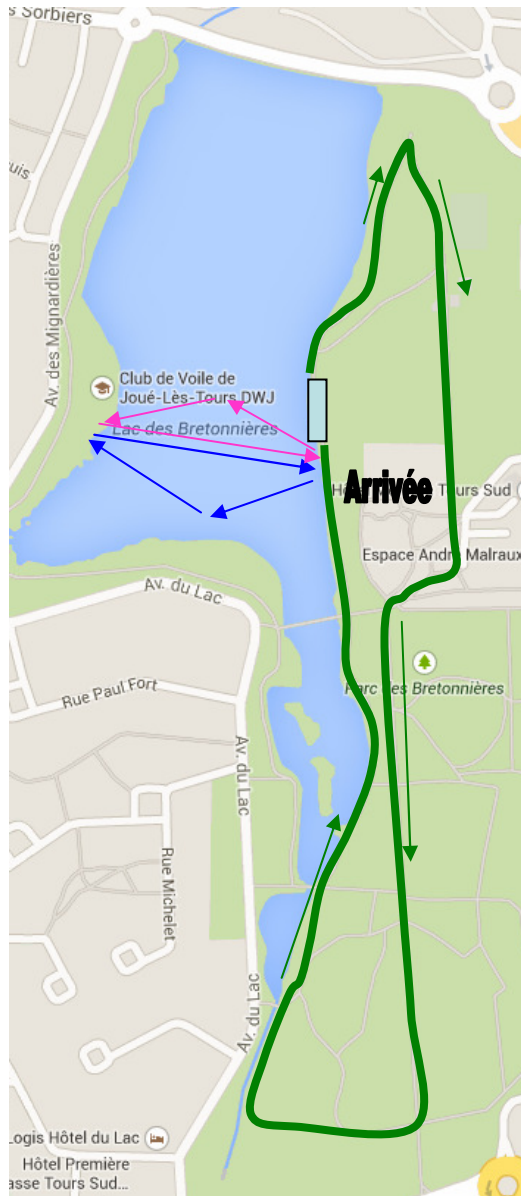 s Sorbiers
uis
Av. des Mignardières
Club de Voile de
Joué-Lès-Tours DWJ
Lac des Bretonnières
Arrivée
Tours Sud
Espace André Malraux
Av. du Lac
Rue Paul Fort
Parc des Bretonnières
Av. du Lac
Rue Michelet
Av. du Lac
Logis Hôtel du Lac
Hôtel Première
asse Tours Sud...